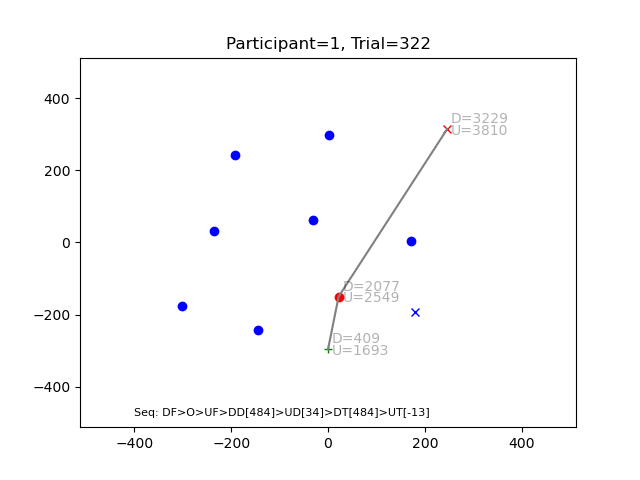 Participant=1, Trial=322
400
200
0
−200
−400
D=3229
U=3810
D=2077
U=2549
D=409
U=1693
Seq: DF>O>UF>DD[484]>UD[34]>DT[484]>UT[-13]
−400 −200 0 200 400